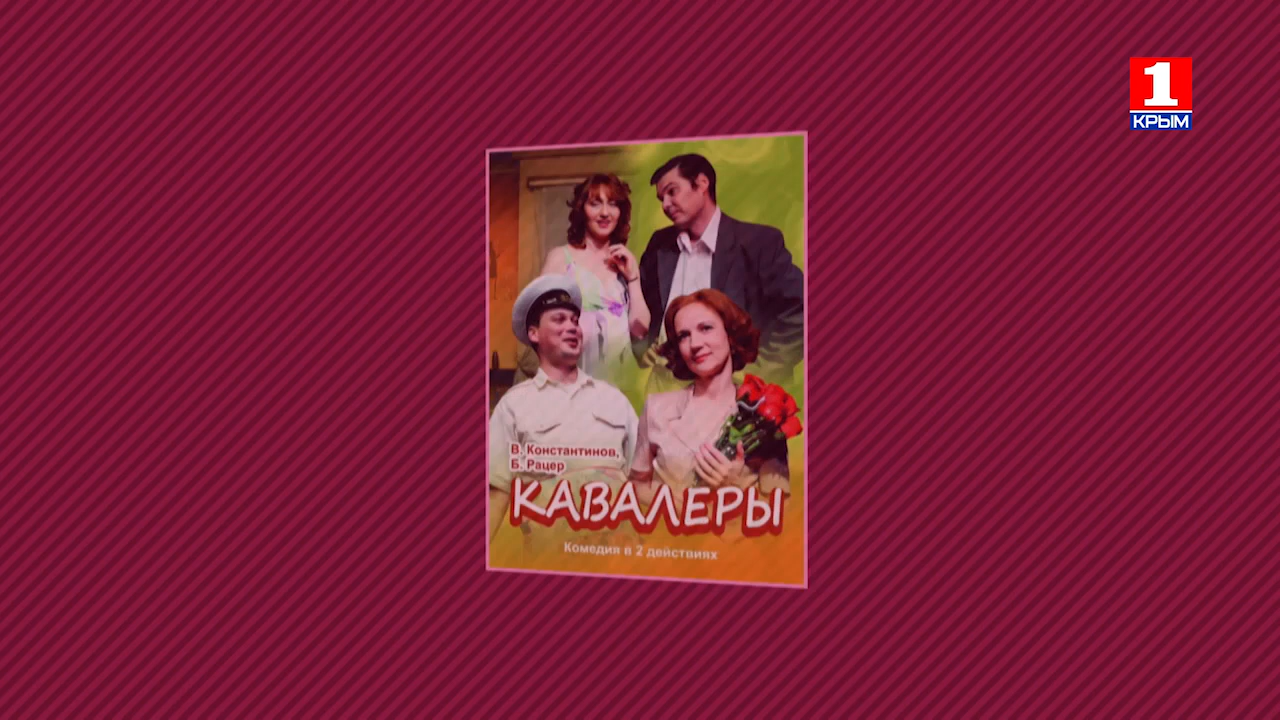 1
КРЫМ
В. Константинов,
Б. Рацер
КАВАЛЕРЫ
Комедия в 2 действиях